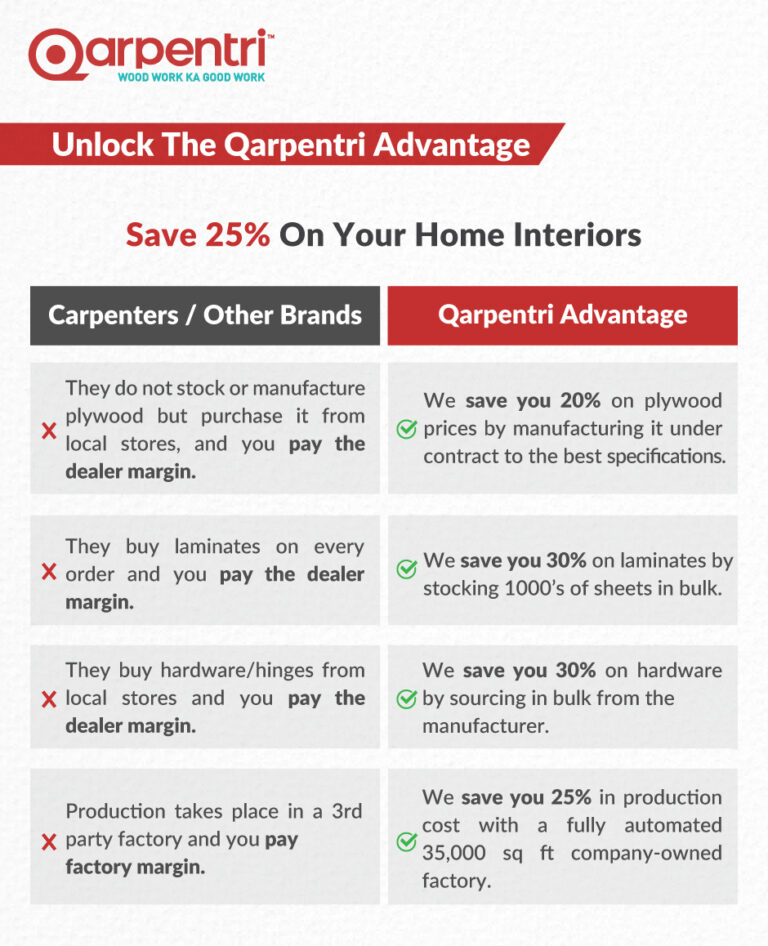 Qarpentri™
WOOD WORK KA GOOD WORK
Unlock The Qarpentri Advantage
Save 25% On Your Home Interiors
Carpenters / Other Brands
Qarpentri Advantage
They do not stock or manufacture
plywood but purchase it from
local stores, and you pay the
dealer margin.
We save you 20% on plywood
prices by manufacturing it under
contract to the best specifications.
They buy laminates on every
order and you pay the dealer
margin.
We save you 30% on laminates by
stocking 1000's of sheets in bulk.
They buy hardware/hinges from
local stores and you pay the
dealer margin.
We save you 30% on hardware
by sourcing in bulk from the
manufacturer.
Production takes place in a 3rd
party factory and you pay
factory margin.
We save you 25% in production
cost with a fully automated
35,000 sq ft company-owned
factory.